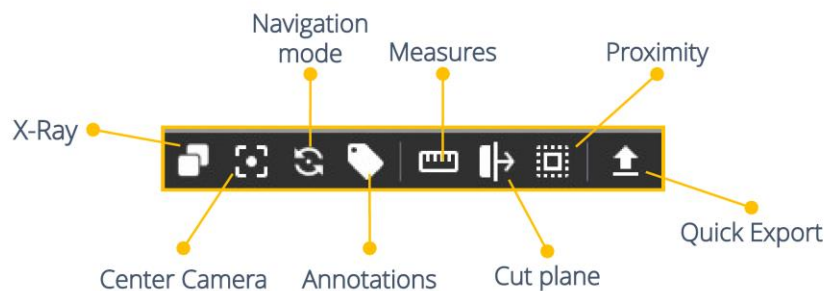 Navigation
mode
Measures
Proximity
X-Ray
Center Camera
Annotations
Cut plane
Quick Export